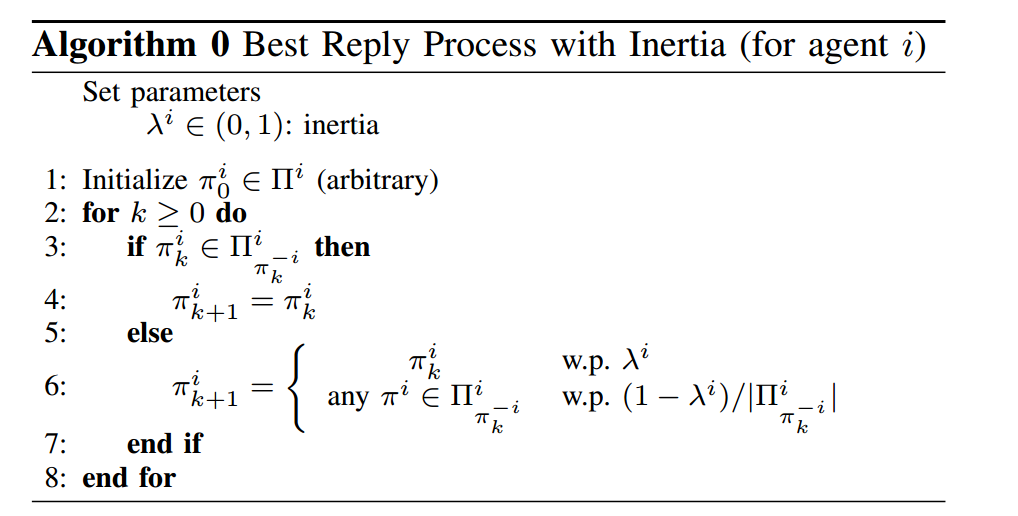 Algorithm 0 Best Reply Process with Inertia (for agent $i$)
Set parameters
$\lambda^i \in (0, 1)$: inertia
1: Initialize $\pi_0^i \in \Pi^i$ (arbitrary)
2: for $k \geq 0$ do
3: if $\pi_k^i \in \Pi^i_{\pi_k^{-i}}$ then
4: $\pi_{k+1}^i = \pi_k^i$
5: else
6: $\pi_{k+1}^i = \begin{cases} \pi_k^i & \text{w.p. } \lambda^i \\ \text{any } \pi^i \in \Pi^i_{\pi_k^{-i}} & \text{w.p. } (1 - \lambda^i)/|\Pi^i_{\pi_k^{-i}}| \end{cases}$
7: end if
8: end for